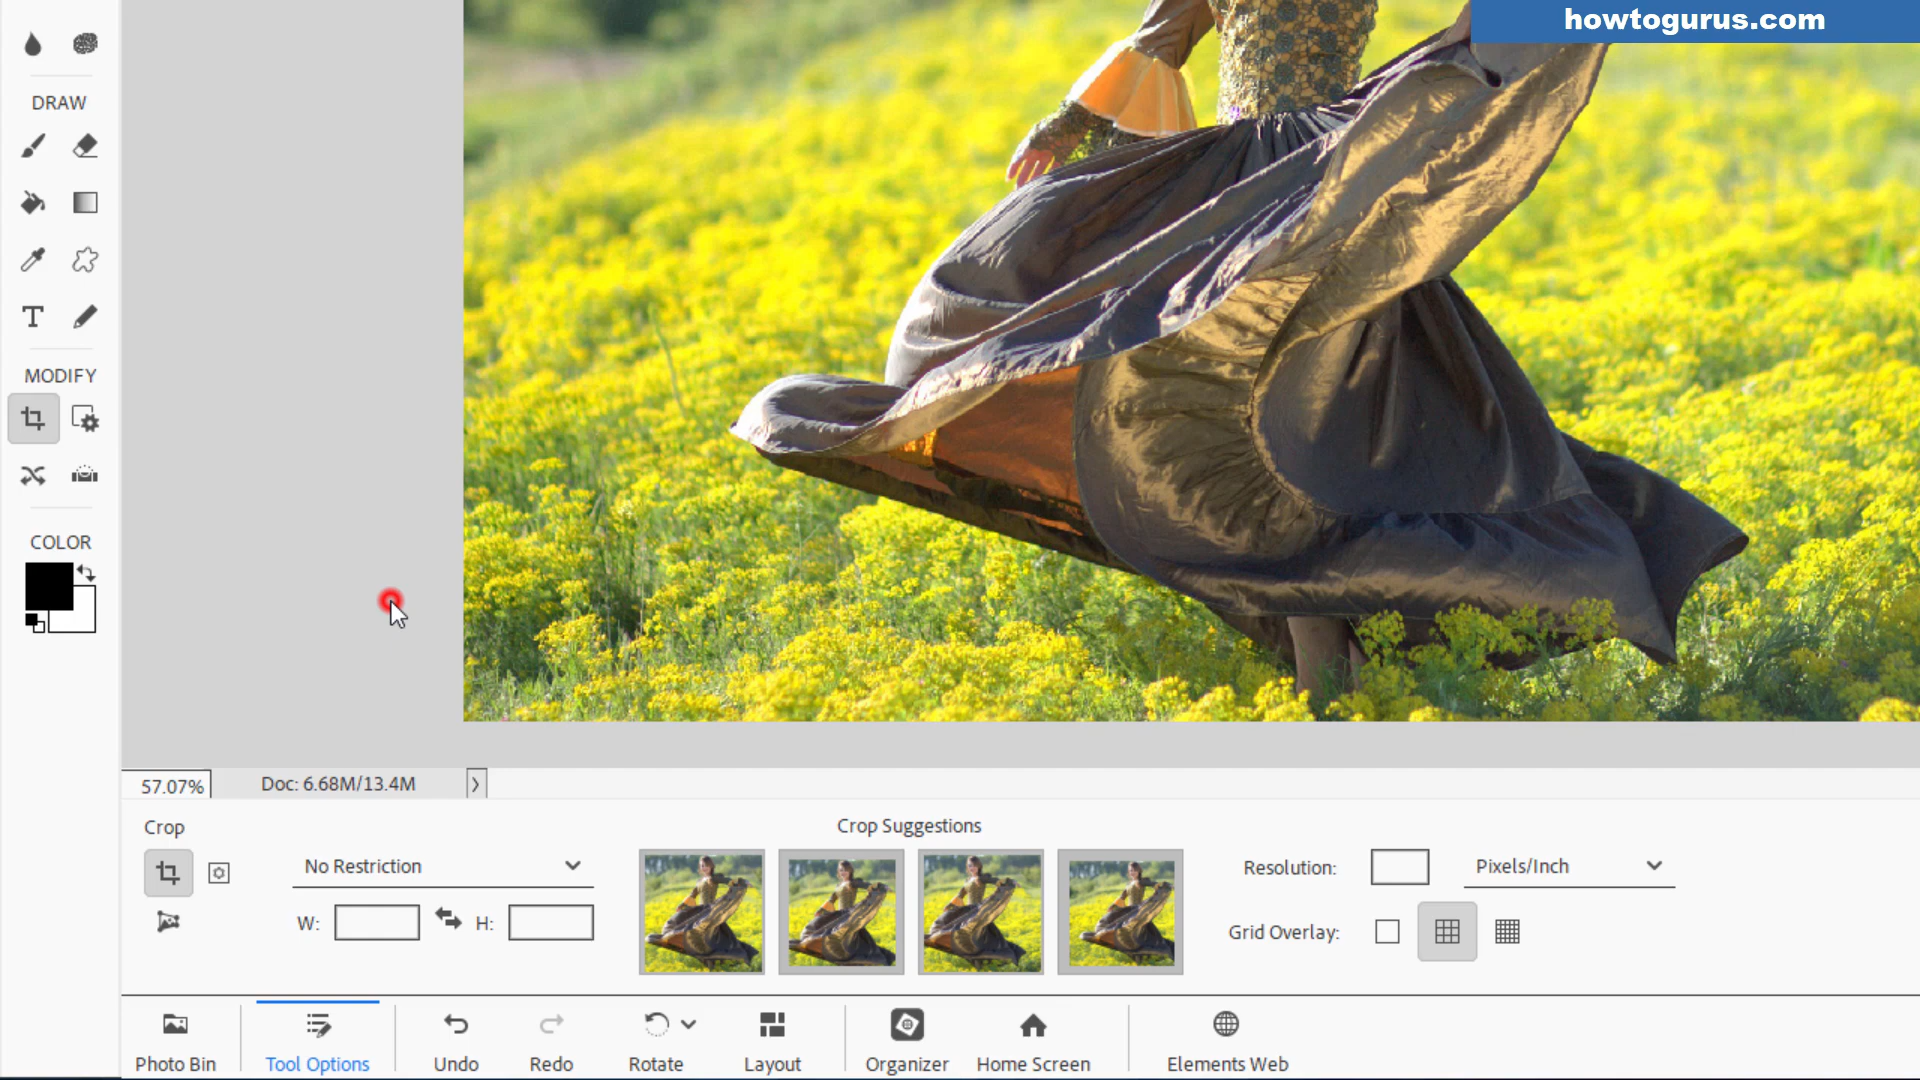 howtogurus.com
DRAW
T
MODIFY
COLOR
57.07%
Doc: 6.68M/13.4M
Crop
No Restriction
W:
H:
Crop Suggestions
Resolution:
Pixels/Inch
Grid Overlay:
Photo Bin
Tool Options
Undo
Redo
Rotate
Layout
Organizer
Home Screen
Elements Web